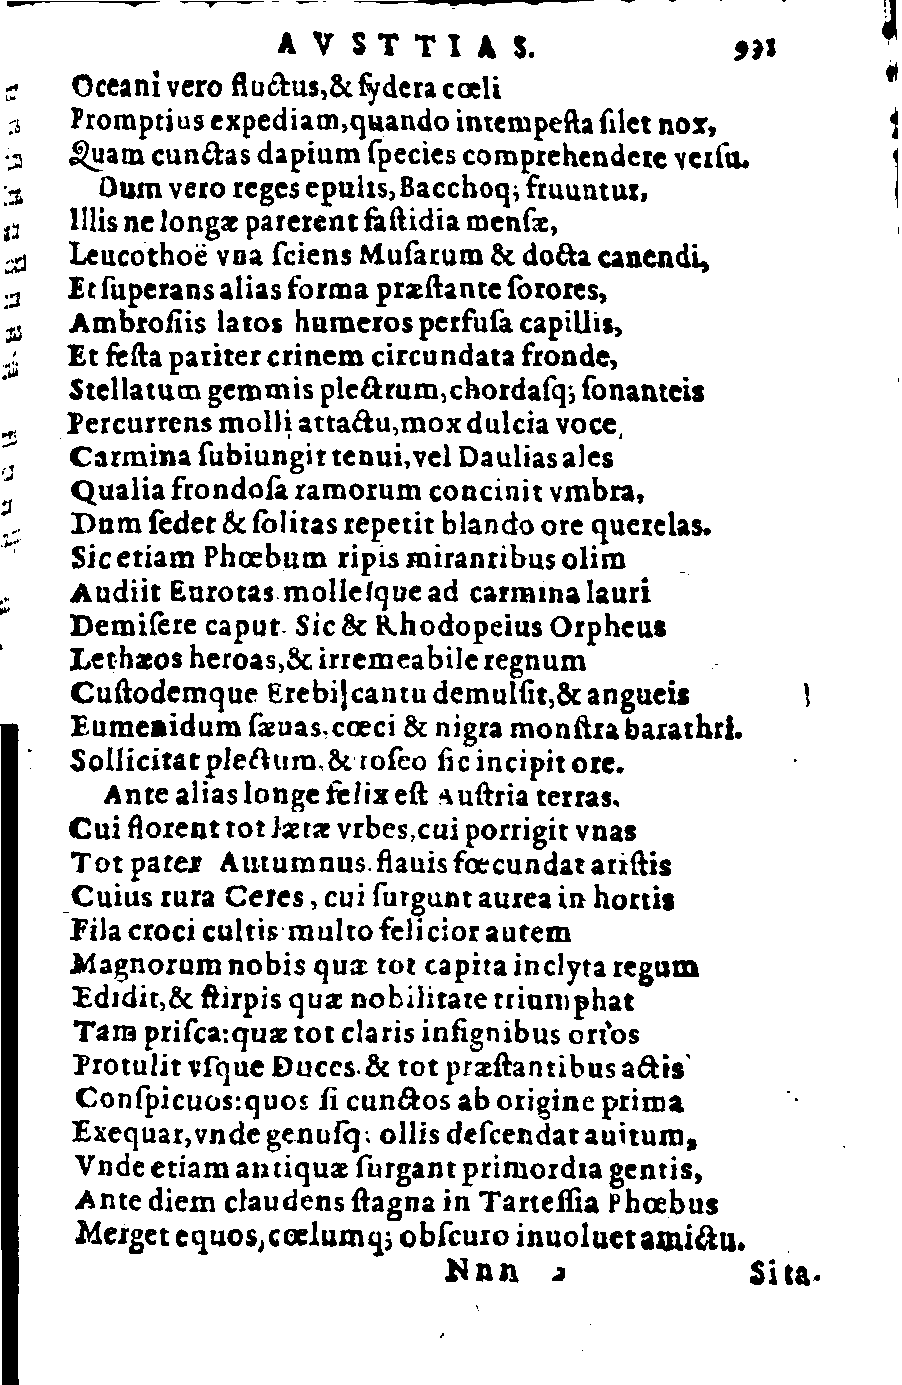 AVSTTIAS. 931
Oceani vero fluctus,& ſydera cœli
Promptius expediam,quando intempeſta ſilet nox,
Quam cunctas dapium ſpecies comprehendere verſu.
Dum vero reges epulis, Bacchoq; fruuntur,
Illis ne longæ parerent faſtidia menſæ,
Leucothoë vna ſciens Muſarum & docta canendi,
Et ſuperans alias forma præſtante ſorores,
Ambroſiis latos humeros perfuſa capillis,
Et feſta pariter crinem circundata fronde,
Stellatum gemmis plectrum,chordaſq; ſonanteis
Percurrens molli attactu,mox dulcia voce,
Carmina ſubiungit tenui,vel Daulias ales
Qualia frondoſa ramorum concinit vmbra,
Dum ſedet & ſolitas repetit blando ore querelas.
Sic etiam Phœbum ripis mirantibus olim
Audiit Eurotas molleſque ad carmina lauri
Demiſere caput. Sic & Rhodopeius Orpheus
Lethæos heroas,& irremeabile regnum
Cuſtodemque Erebi cantu demulſit,& angueis
Eumenidum ſæuas,cœci & nigra monſtra barathri.
Sollicitat plectum,& roſeo ſic incipit ore.
Ante alias longe felix eſt Auſtria terras.
Cui florent tot lætæ vrbes,cui porrigit vnas
Tot pater Autumnus.flauis fœcundat ariſtis
Cuius rura Ceres, cui ſurgunt aurea in hortis
Fila croci cultis multo felicior autem
Magnorum nobis quæ tot capita inclyta regum
Edidit,& ſtirpis quæ nobilitate triumphat
Tam priſca:quæ tot claris inſignibus ortos
Protulit vſque Duces.& tot præſtantibus actis
Conſpicuos:quos ſi cunctos ab origine prima
Exequar,vnde genuſq; ollis deſcendat auitum,
Vnde etiam antiquæ ſurgant primordia gentis,
Ante diem claudens ſtagna in Tarteſſia Phœbus
Merget equos,cœlumq; obſcuro inuoluet amictu.
Nnn 2 Sita.